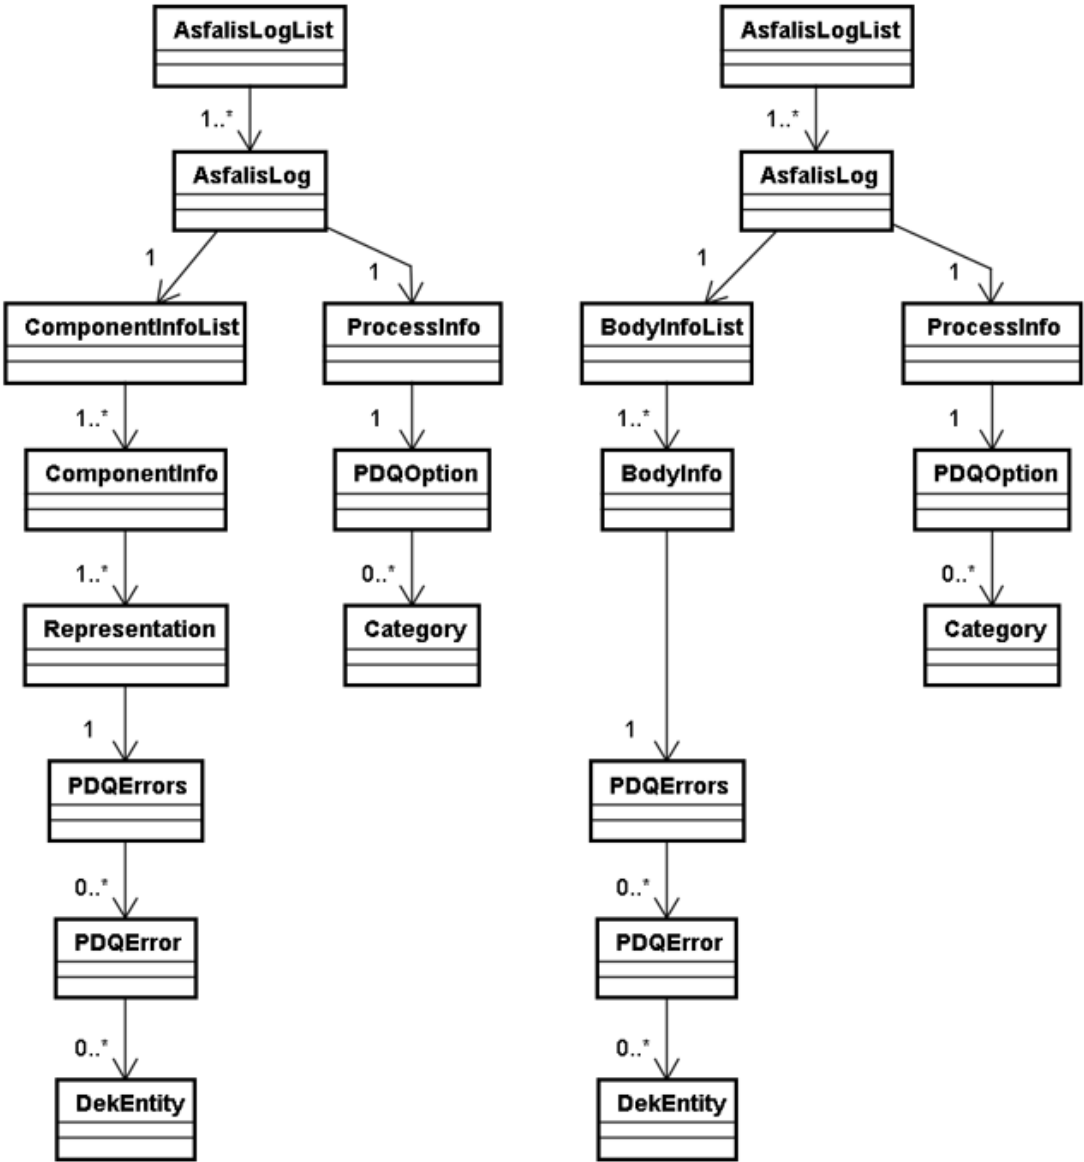 AsfalisLogList
1..*
AsfalisLog
1
1
ComponentInfoList
ProcessInfo
1..*
1
ComponentInfo
PDQOption
1..*
0..*
Representation
Category
1
PDQErrors
0..*
PDQError
0..*
DekEntity
AsfalisLogList
1..*
AsfalisLog
1
1
BodyInfoList
ProcessInfo
1..*
1
BodyInfo
PDQOption
0..*
Category
1
PDQErrors
0..*
PDQError
0..*
DekEntity